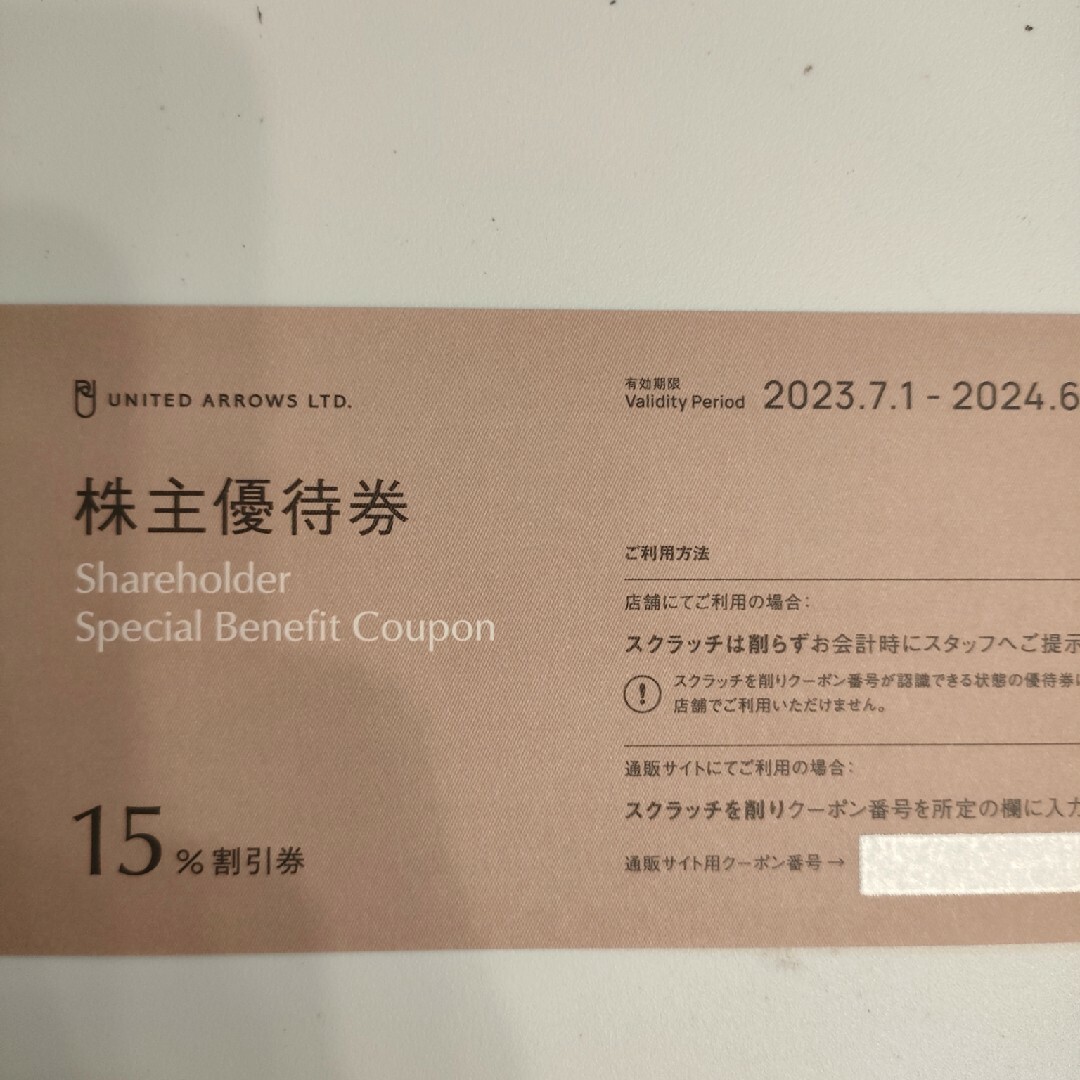 UNITED ARROWS LTD.
株主優待券
Shareholder
Special Benefit Coupon
15%割引券
有効期限
Validity Period 2023.7.1 - 2024.6
ご利用方法
店舗にてご利用の場合：
スクラッチは削らずお会計時にスタッフへご提示
スクラッチを削りクーポン番号が認識できる状態の優待券は
店舗でご利用いただけません。
通販サイトにてご利用の場合：
スクラッチを削りクーポン番号を所定の欄に入力
通販サイト用クーポン番号→